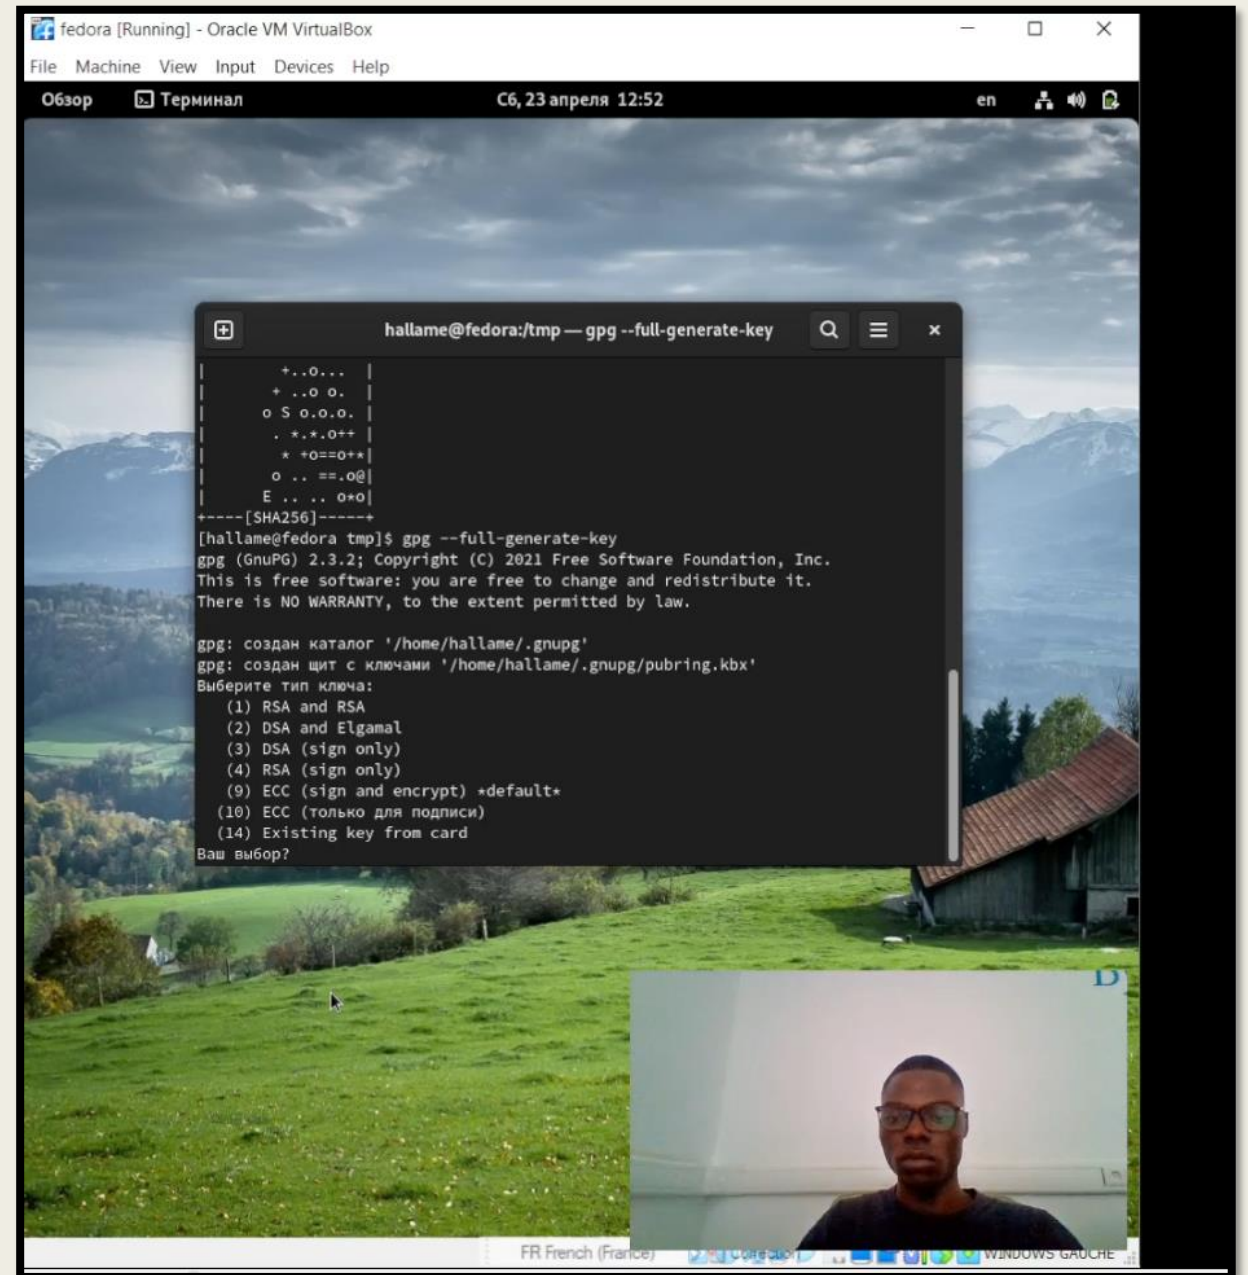 fedora [Running] - Oracle VM VirtualBox
File Machine View Input Devices Help
Обзор Терминал Сб, 23 апреля 12:52 en
hallame@fedora:/tmp — gpg --full-generate-key
| +..o... |
| + ..o o. |
| o S o.o.o. |
| . *.*.o++ |
| * +o==o+*|
| o .. ==.o@|
| E .. .. o*o|
+----[SHA256]-----+
[hallame@fedora tmp]$ gpg --full-generate-key
gpg (GnuPG) 2.3.2; Copyright (C) 2021 Free Software Foundation, Inc.
This is free software: you are free to change and redistribute it.
There is NO WARRANTY, to the extent permitted by law.
gpg: создан каталог '/home/hallame/.gnupg'
gpg: создан щит с ключами '/home/hallame/.gnupg/pubring.kbx'
Выберите тип ключа:
(1) RSA and RSA
(2) DSA and Elgamal
(3) DSA (sign only)
(4) RSA (sign only)
(9) ECC (sign and encrypt) *default*
(10) ECC (только для подписи)
(14) Existing key from card
Ваш выбор?
FR French (France) WINDOWS GAUCHE